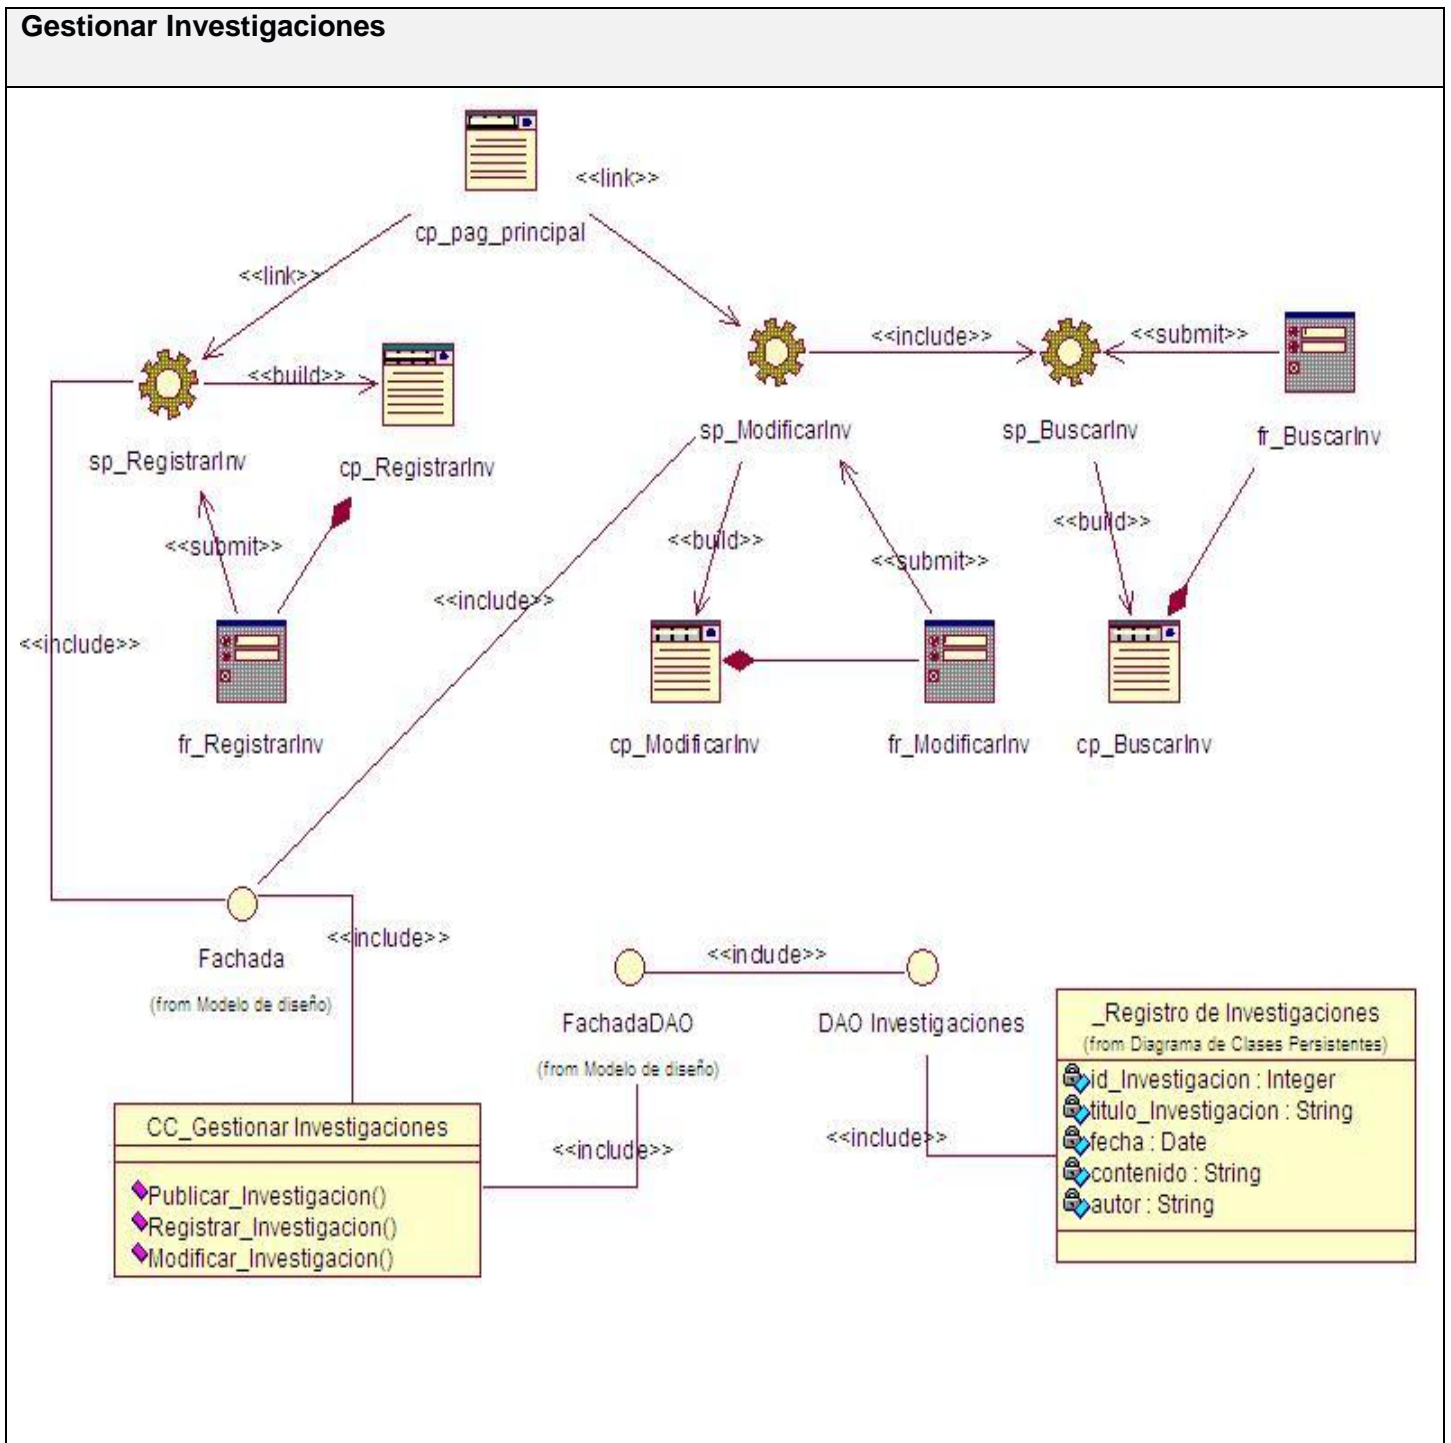 Gestionar Investigaciones
<<link>>
cp_pag_principal
<<link>>
<<include>>
<<submit>>
<<build>>
sp_ModificarInv
sp_BuscarInv
fr_BuscarInv
sp_RegistrarInv
cp_RegistrarInv
<<build>>
<<build>>
<<submit>>
<<submit>>
<<include>>
<<include>>
fr_RegistrarInv
cp_ModificarInv
fr_ModificarInv
cp_BuscarInv
<<include>>
Fachada
(from Modelo de diseño)
<<include>>
FachadaDAO
(from Modelo de diseño)
DAO Investigaciones
_Registro de Investigaciones
(from Diagrama de Clases Persistentes)
id_Investigacion : Integer
titulo_Investigacion : String
fecha : Date
contenido : String
autor : String
CC_Gestionar Investigaciones
Publicar_Investigacion()
Registrar_Investigacion()
Modificar_Investigacion()
<<include>>
<<include>>